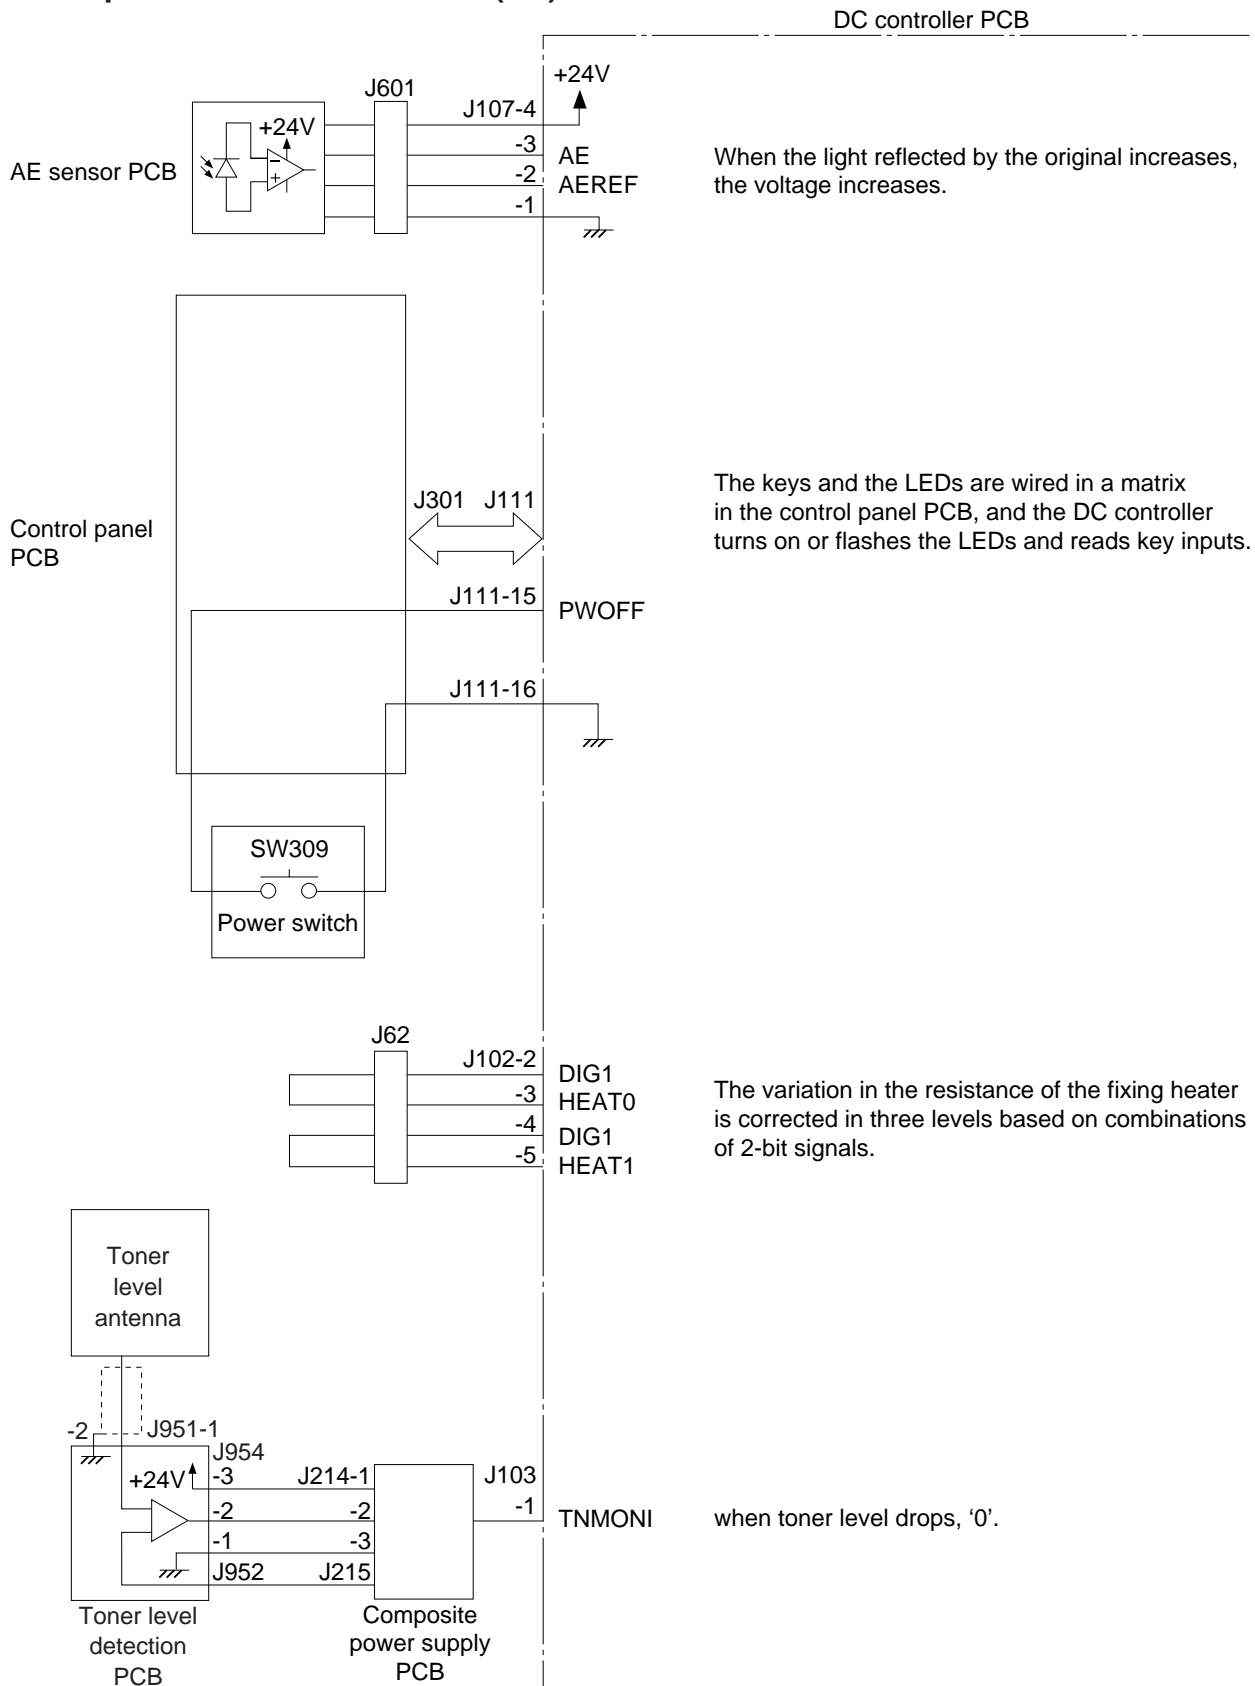 DC controller PCB
+24V
J601
J107-4
+24V
-3
AE
-2
AEREF
-1
AE sensor PCB
When the light reflected by the original increases,
the voltage increases.
Control panel
PCB
J301
J111
The keys and the LEDs are wired in a matrix
in the control panel PCB, and the DC controller
turns on or flashes the LEDs and reads key inputs.
J111-15
PWOFF
J111-16
SW309
Power switch
J62
J102-2
DIG1
-3
HEAT0
-4
DIG1
-5
HEAT1
The variation in the resistance of the fixing heater
is corrected in three levels based on combinations
of 2-bit signals.
Toner
level
antenna
-2
J951-1
J954
+24V
-3
J214-1
J103
-2
-2
-1
TNMONI
when toner level drops, ‘0’.
-1
-3
J952
J215
Toner level
detection
PCB
Composite
power supply
PCB